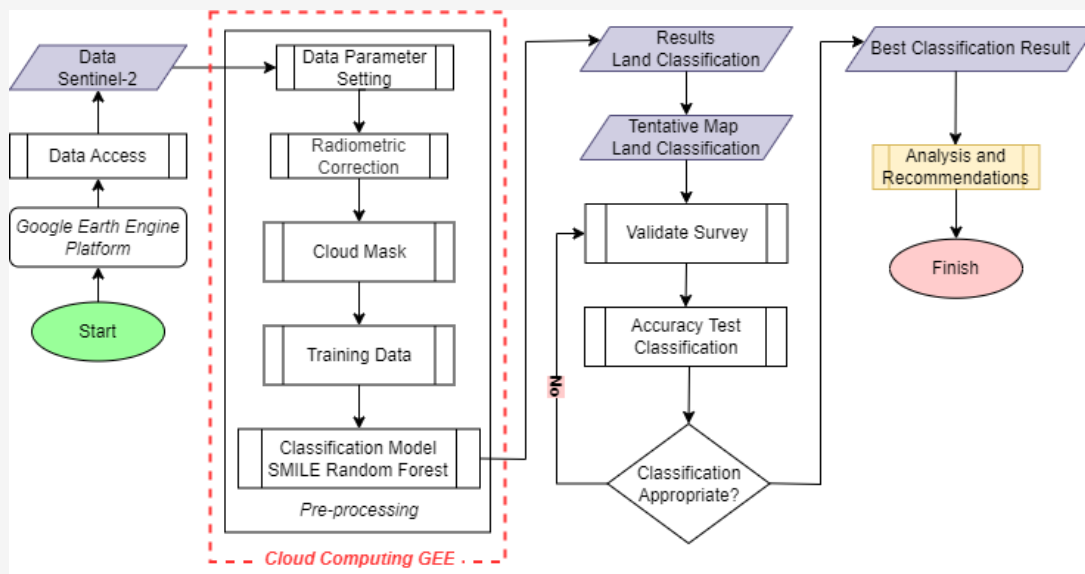 Data
Sentinel-2
Data Access
Google Earth Engine
Platform
Start
Data Parameter
Setting
Radiometric
Correction
Cloud Mask
Training Data
Classification Model
SMILE Random Forest
Pre-processing
Cloud Computing GEE
Results
Land Classification
Tentative Map
Land Classification
Validate Survey
Accuracy Test
Classification
No
Classification
Appropriate?
Best Classification Result
Analysis and
Recommendations
Finish